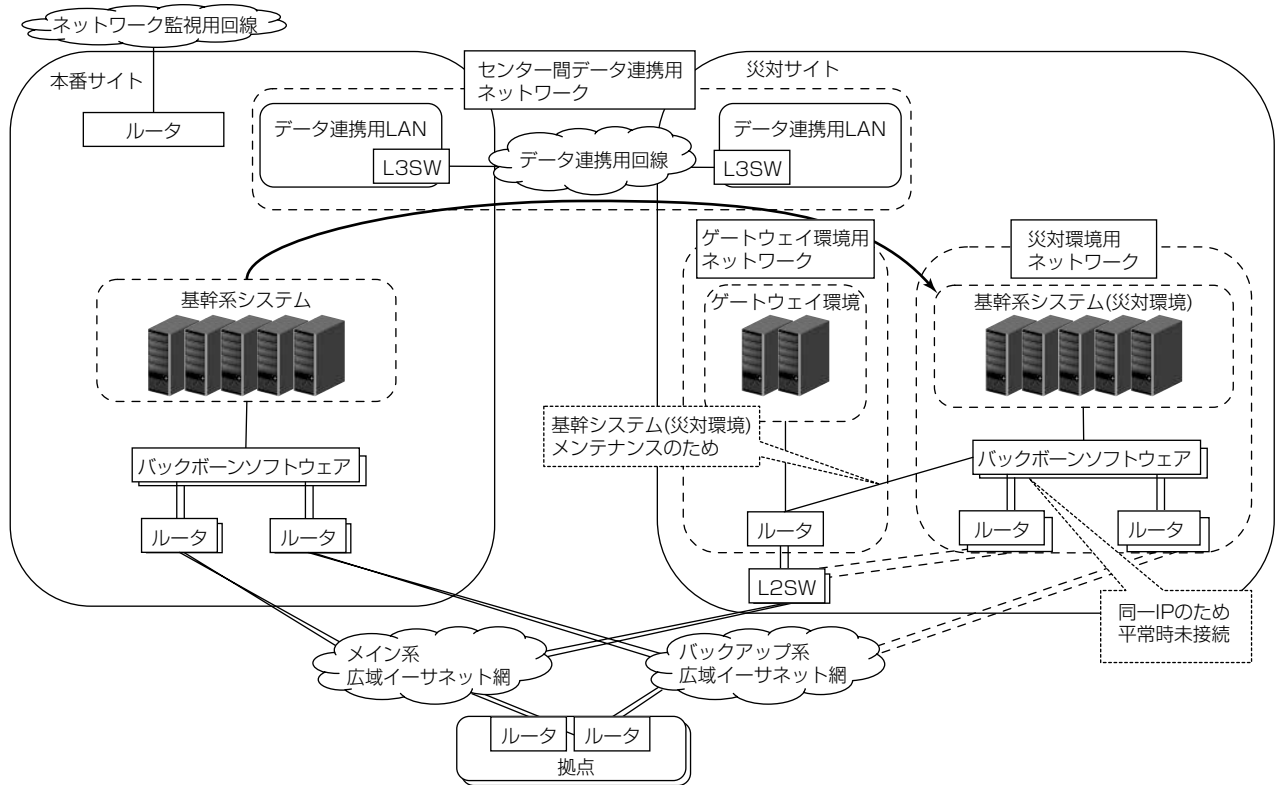 ネットワーク監視用回線
本番サイト
ルータ
センター間データ連携用
ネットワーク
災対サイト
データ連携用LAN
L3SW
データ連携用回線
データ連携用LAN
L3SW
ゲートウェイ環境用
ネットワーク
災対環境用
ネットワーク
基幹系システム
ゲートウェイ環境
基幹系システム(災対環境)
基幹システム(災対環境)
メンテナンスのため
バックボーンソフトウェア
バックボーンソフトウェア
ルータ
ルータ
ルータ
ルータ
ルータ
L2SW
同一IPのため
平常時未接続
メイン系
広域イーサネット網
バックアップ系
広域イーサネット網
ルータ
ルータ
拠点